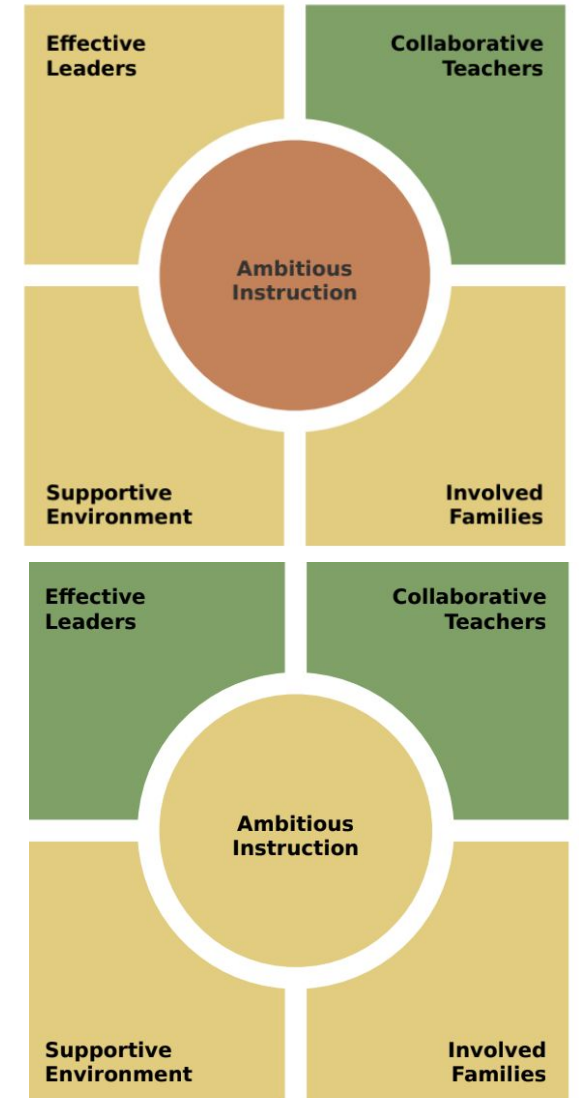 Effective
Leaders
Collaborative
Teachers
Ambitious
Instruction
Supportive
Environment
Involved
Families
Effective
Leaders
Collaborative
Teachers
Ambitious
Instruction
Supportive
Environment
Involved
Families